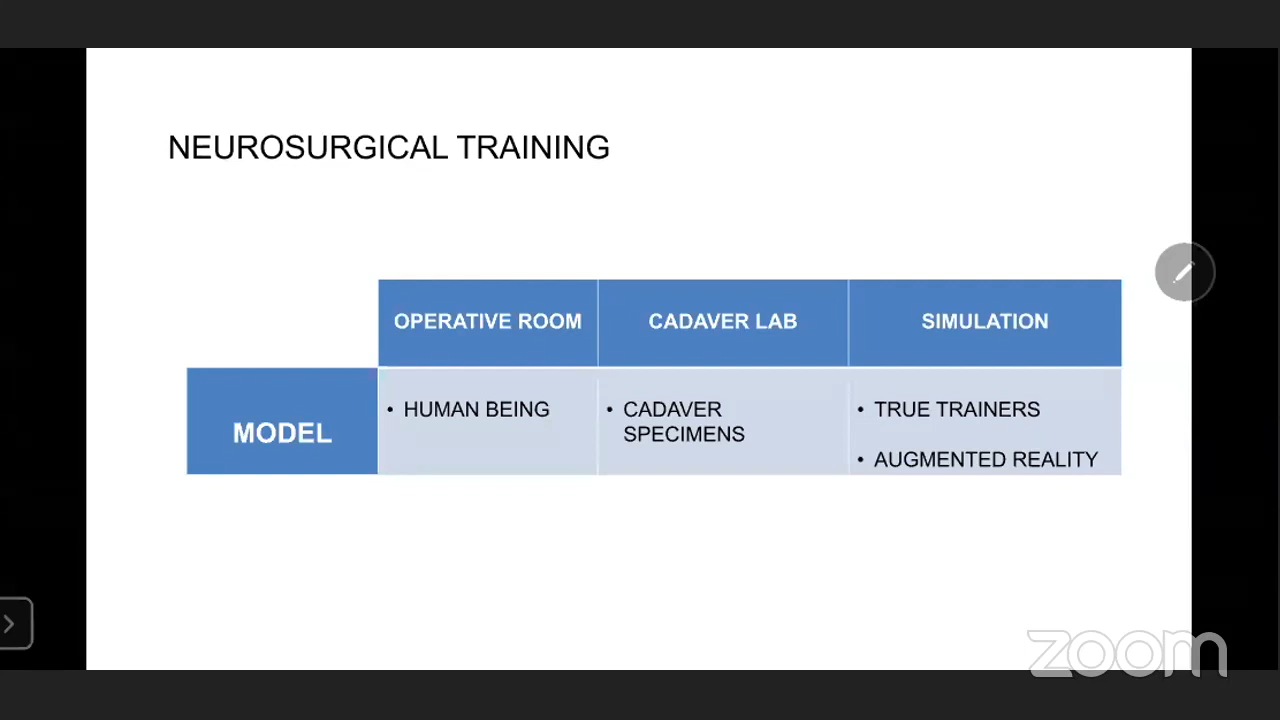 NEUROSURGICAL TRAINING
OPERATIVE ROOM
CADAVER LAB
SIMULATION
MODEL
• HUMAN BEING
• CADAVER
SPECIMENS
• TRUE TRAINERS
• AUGMENTED REALITY
zoom